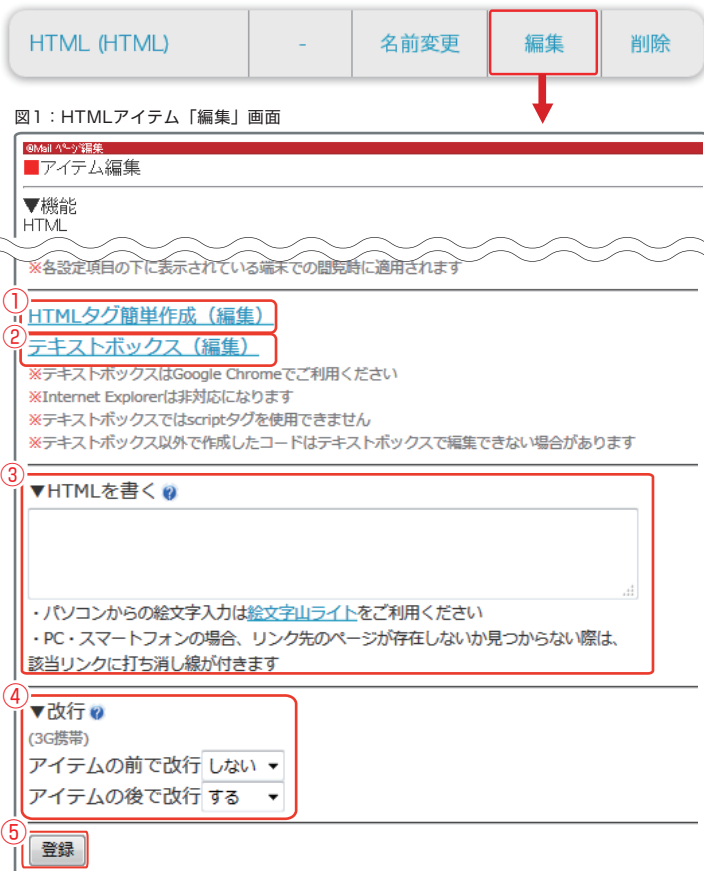 HTML (HTML) - 名前変更 編集 削除
図1：HTMLアイテム「編集」画面
@Mail ページ編集
■アイテム編集
▼機能
HTML
※各設定項目の下に表示されている端末での閲覧時に適用されます
① HTMLタグ簡単作成（編集）
② テキストボックス（編集）
※テキストボックスはGoogle Chromeでご利用ください
※Internet Explorerは非対応になります
※テキストボックスではscriptタグを使用できません
※テキストボックス以外で作成したコードはテキストボックスで編集できない場合があります
③ ▼HTMLを書く ?
・パソコンからの絵文字入力は絵文字山ライトをご利用ください
・PC・スマートフォンの場合、リンク先のページが存在しないか見つからない際は、
該当リンクに打ち消し線が付きます
④ ▼改行 ?
(3G携帯)
アイテムの前で改行 しない ▼
アイテムの後で改行 する ▼
⑤ 登録